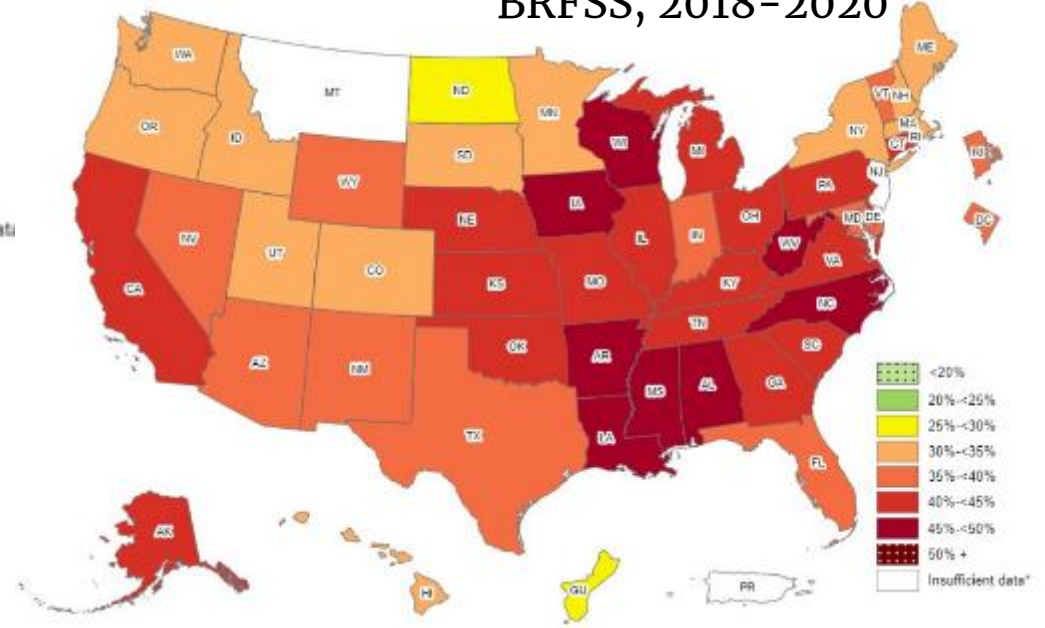 BRFSS, 2018-2020
WA
MT
ND
MN
ME
VT
NH
OR
ID
SD
WI
MI
NY
MA
RI
CT
RI
WY
IA
PA
NJ
NE
IL
IN
OH
MD
DE
DC
NV
UT
CO
KS
MO
KY
WV
VA
CA
AZ
NM
OK
AR
TN
NC
SC
MS
AL
GA
TX
LA
FL
AK
HI
GU
PR
<20%
20%-<25%
25%-<30%
30%-<35%
35%-<40%
40%-<45%
45%-<50%
50% +
Insufficient data*